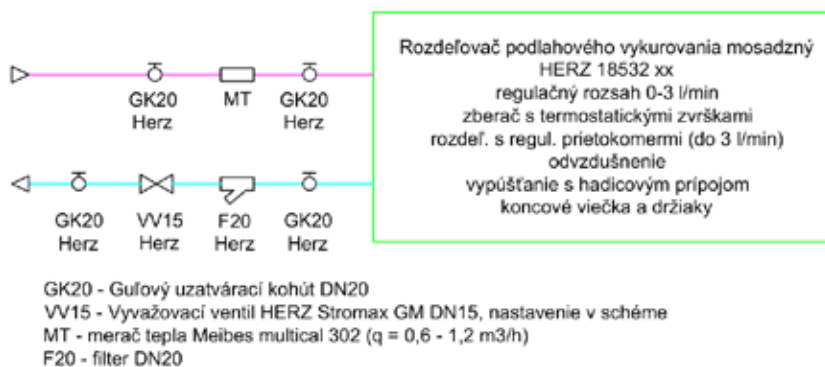 GK20 MT GK20
Herz Herz
GK20 VV15 F20 GK20
Herz Herz Herz Herz
Rozdeľovač podlahového vykurovania mosadzný
HERZ 18532 xx
regulačný rozsah 0-3 l/min
zberač s termostatickými zvrškami
rozdeľ. s regul. prietokomermi (do 3 l/min)
odvzdušnenie
vypúšťanie s hadicovým prípojom
koncové viečka a držiaky
GK20 - Guľový uzatvárací kohút DN20
VV15 - Vyvažovací ventil HERZ Stromax GM DN15, nastavenie v schéme
MT - merač tepla Meibes multical 302 (q = 0,6 - 1,2 m3/h)
F20 - filter DN20